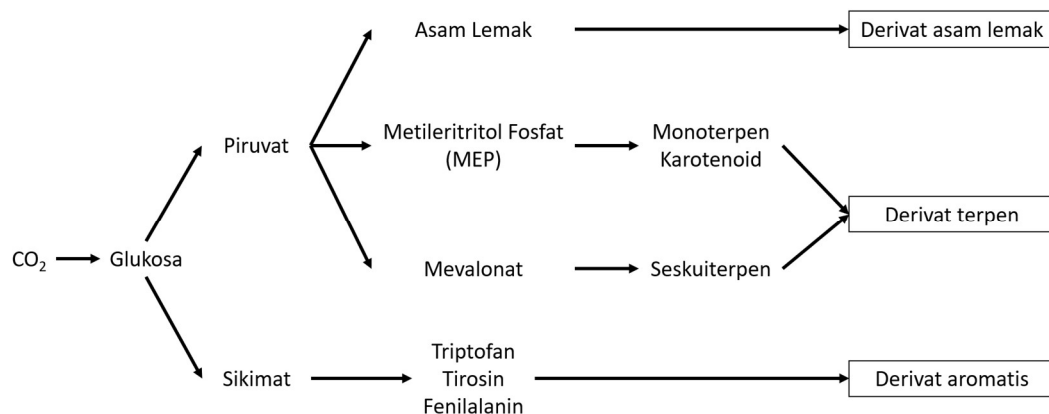 Asam Lemak
Derivat asam lemak
Piruvat
Metileritritol Fosfat
(MEP)
Monoterpen
Karotenoid
Derivat terpen
CO₂
Glukosa
Mevalonat
Seskuiterpen
Sikimat
Triptofan
Tirosin
Fenilalanin
Derivat aromatis